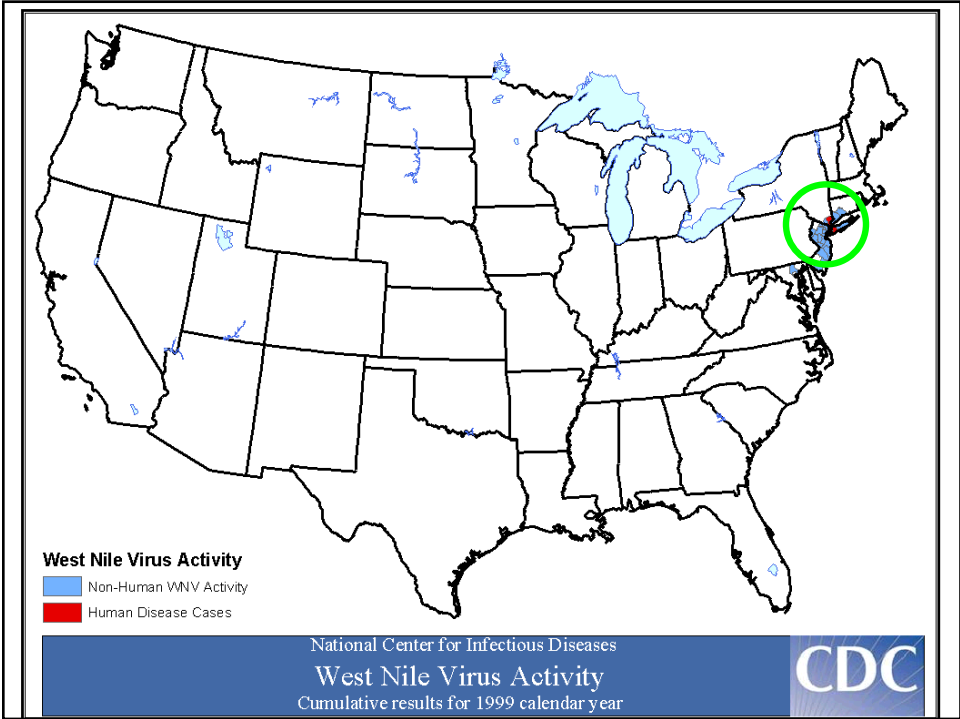 West Nile Virus Activity
Non-Human WNV Activity
Human Disease Cases
National Center for Infectious Diseases
West Nile Virus Activity
Cumulative results for 1999 calendar year
CDC